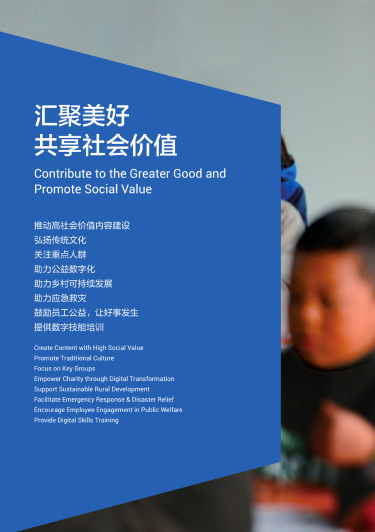 汇聚美好
共享社会价值
Contribute to the Greater Good and
Promote Social Value
推动高社会价值内容建设
弘扬传统文化
关注重点人群
助力公益数字化
助力乡村可持续发展
助力应急救灾
鼓励员工公益，让好事发生
提供数字技能培训
Create Content with High Social Value
Promote Traditional Culture
Focus on Key Groups
Empower Charity through Digital Transformation
Support Sustainable Rural Development
Facilitate Emergency Response & Disaster Relief
Encourage Employee Engagement in Public Welfare
Provide Digital Skills Training